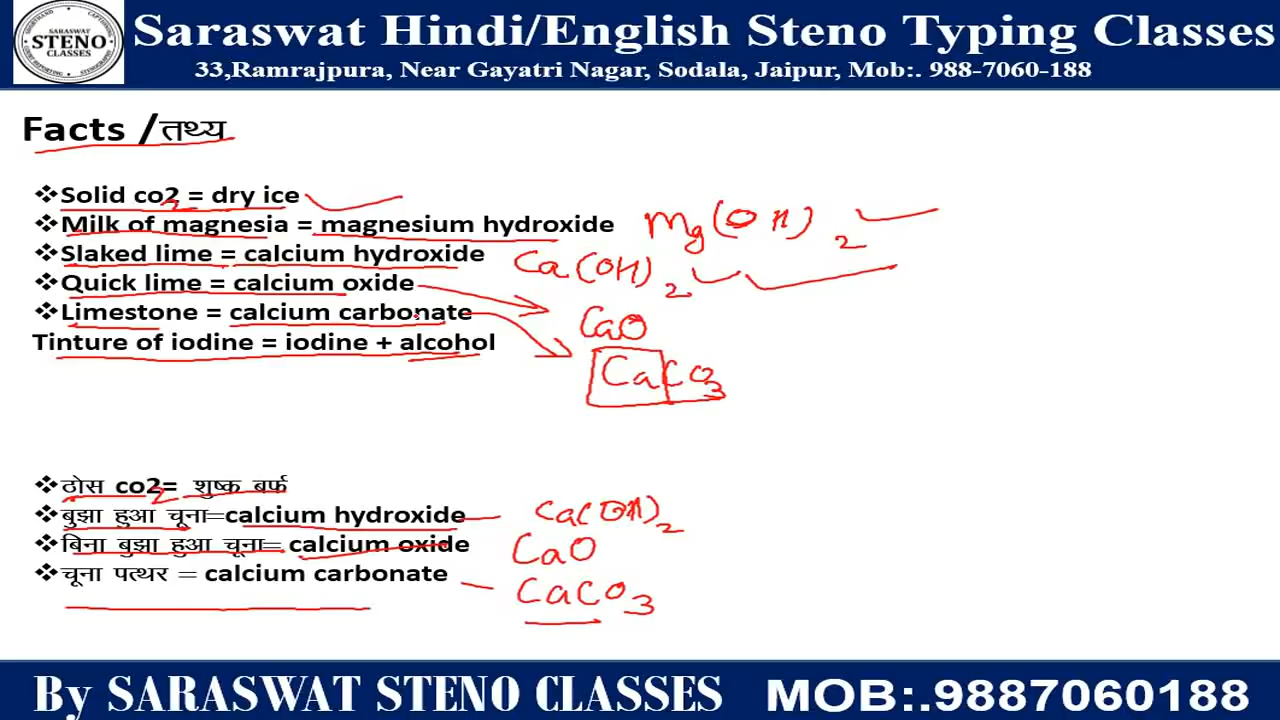 SARASWAT
STENO
CLASSES
Saraswat Hindi/English Steno Typing Classes
33,Ramrajpura, Near Gayatri Nagar, Sodala, Jaipur, Mob:. 988-7060-188
Facts /तथ्य
❖Solid co2 = dry ice
❖Milk of magnesia = magnesium hydroxide Mg(OH)2
❖Slaked lime = calcium hydroxide Ca(OH)2
❖Quick lime = calcium oxide
CaO
❖Limestone = calcium carbonate
Tinture of iodine = iodine + alcohol
CaCO3
❖ठोस co2= शुष्क बर्फ
❖बुझा हुआ चूना=calcium hydroxide Ca(OH)2
❖बिना बुझा हुआ चूना= calcium oxide CaO
❖चूना पत्थर = calcium carbonate CaCO3
By SARASWAT STENO CLASSES MOB:.9887060188